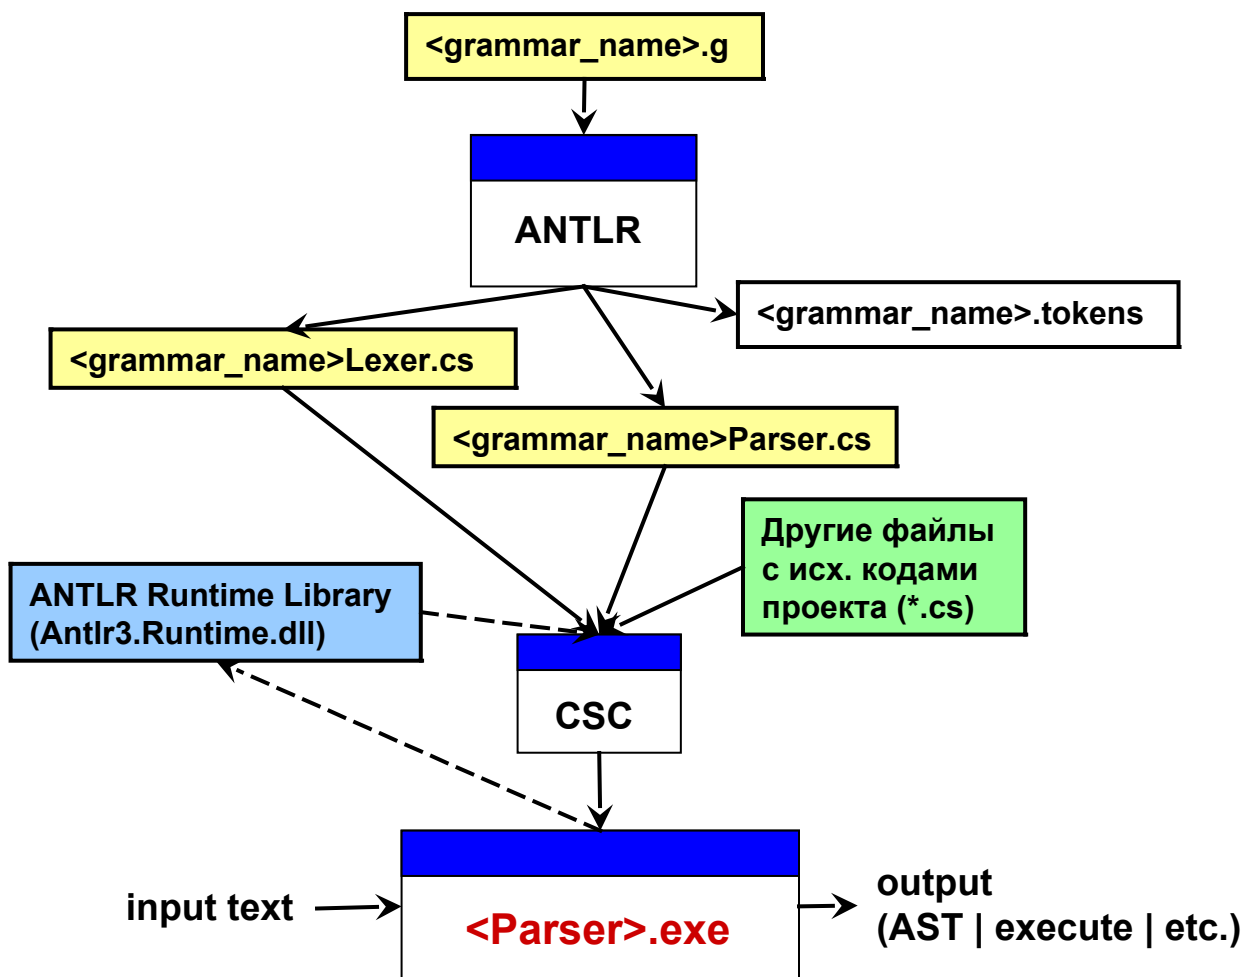 <grammar_name>.g
ANTLR
<grammar_name>.tokens
<grammar_name>Lexer.cs
<grammar_name>Parser.cs
Другие файлы
с исх. кодами
проекта (*.cs)
ANTLR Runtime Library
(Antlr3.Runtime.dll)
CSC
input text
<Parser>.exe
output
(AST | execute | etc.)